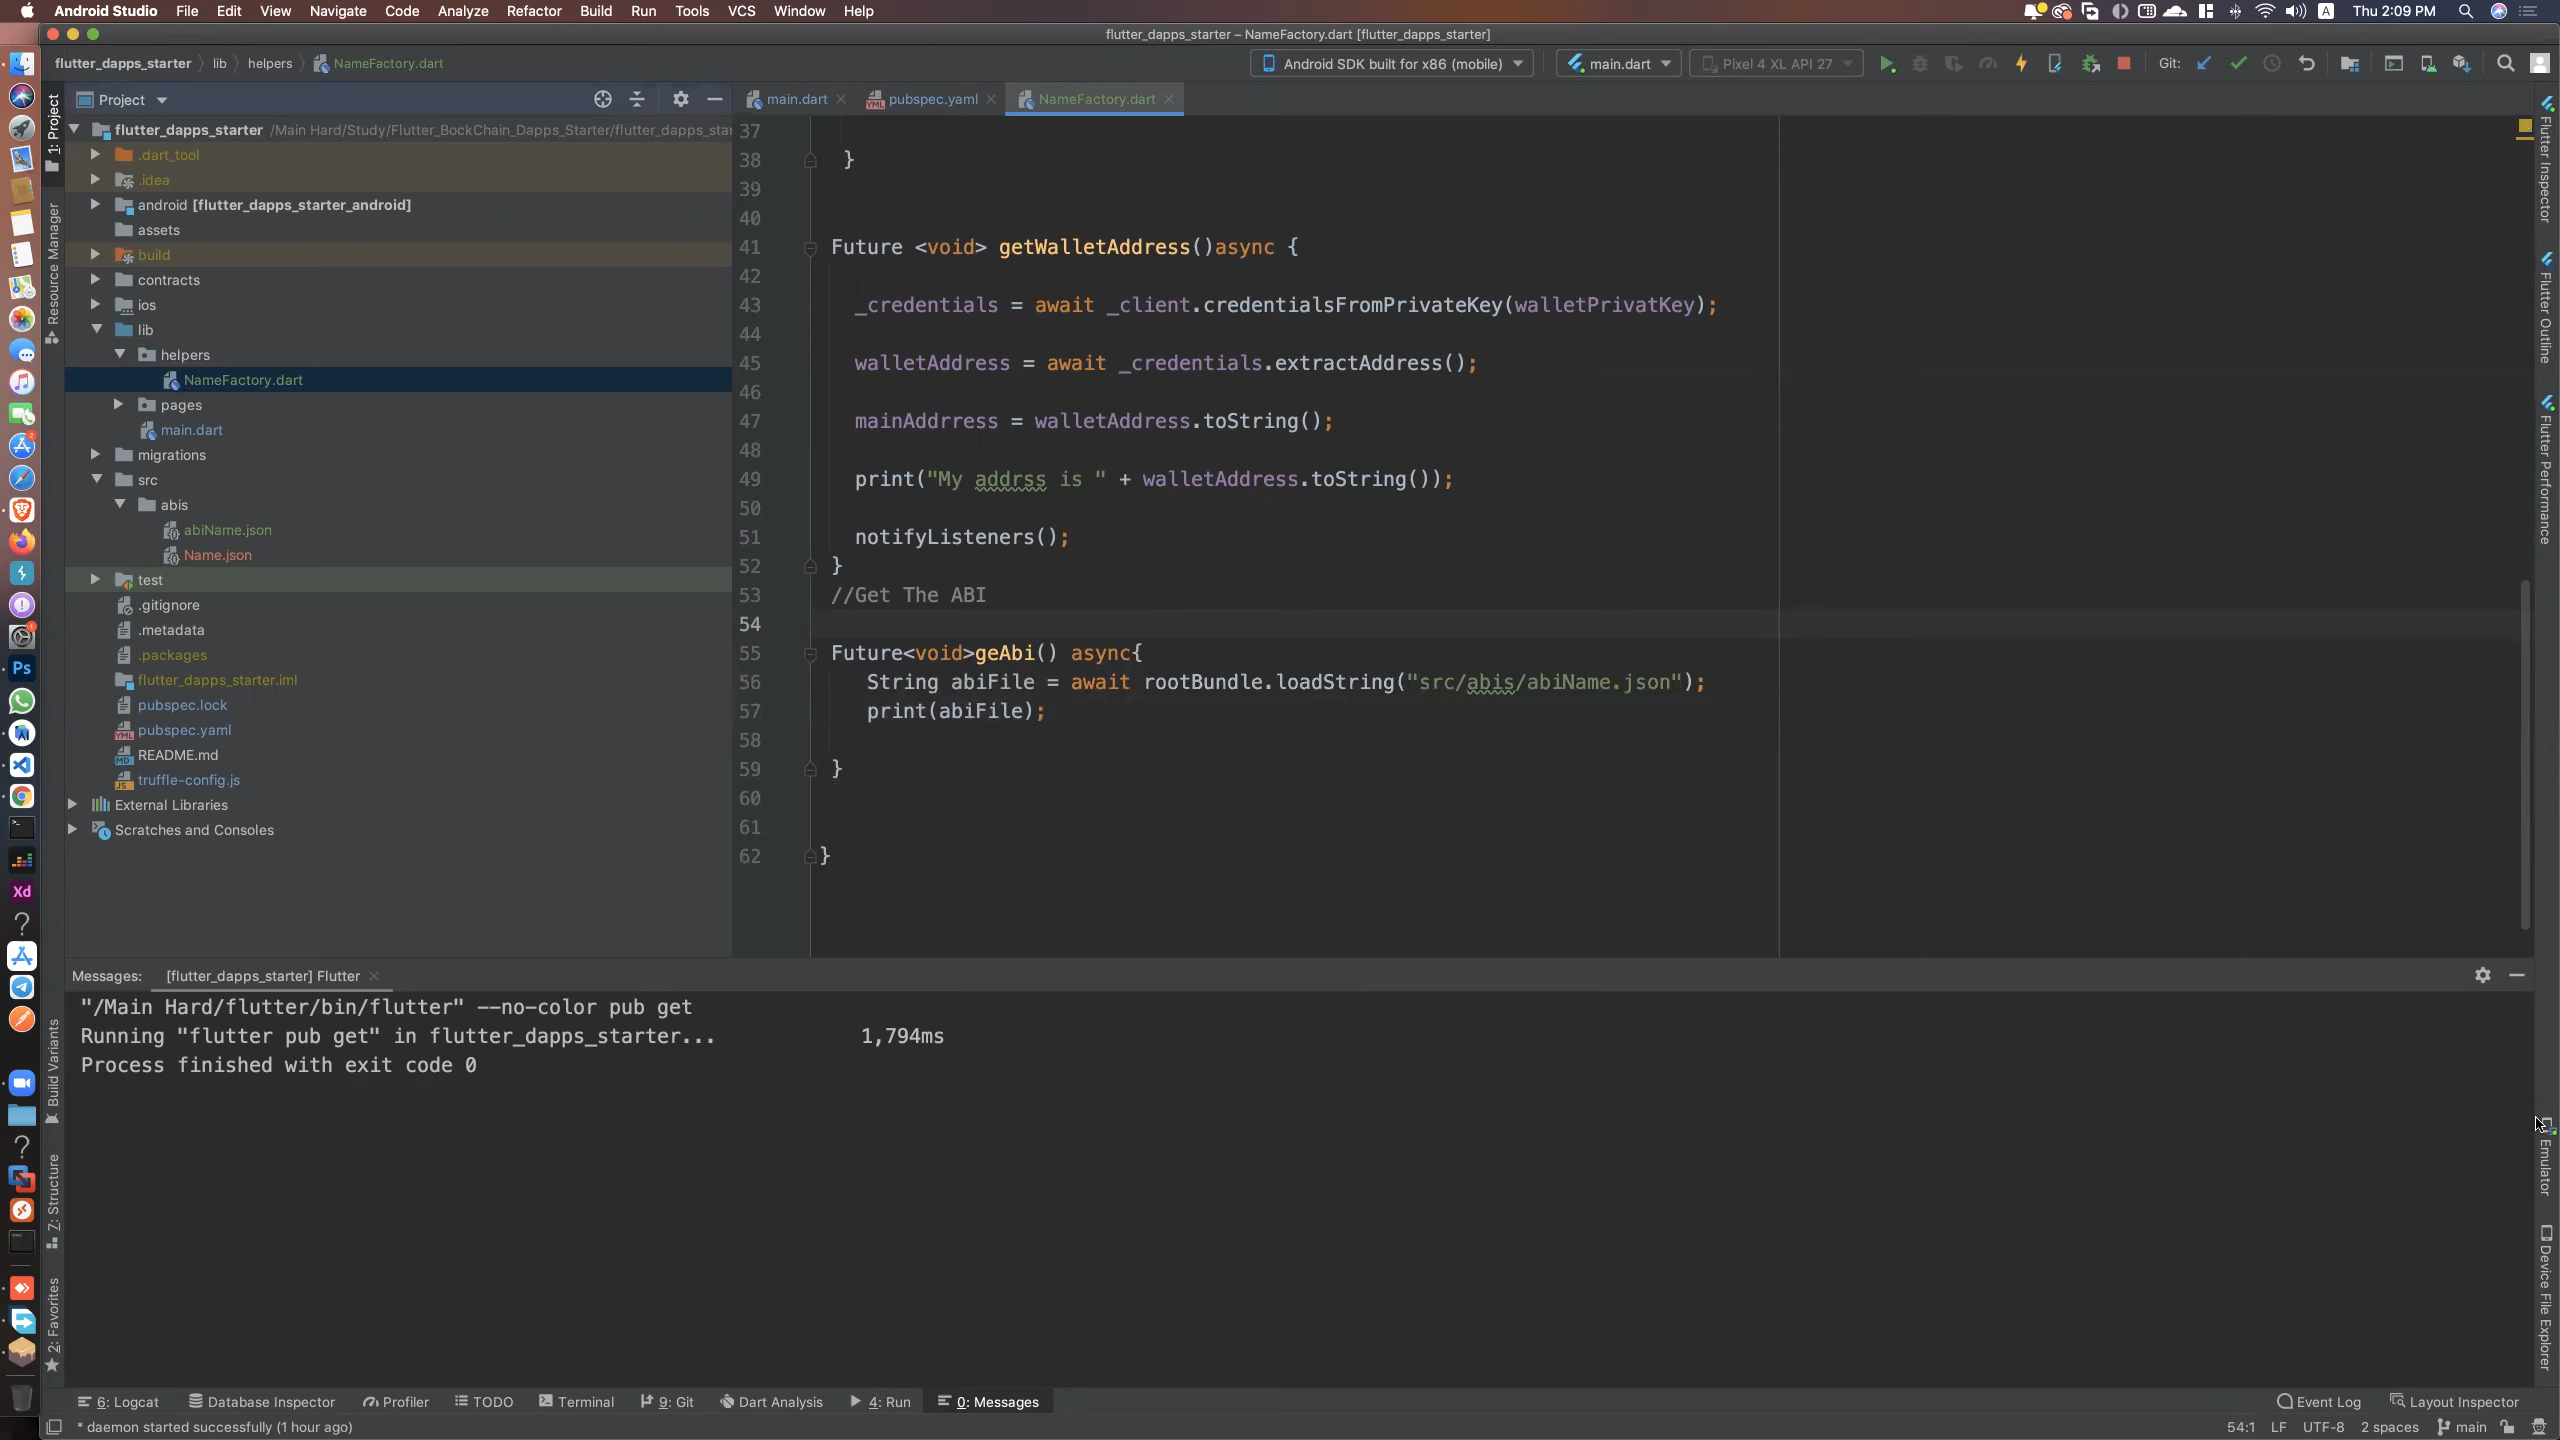 Android Studio File Edit View Navigate Code Analyze Refactor Build Run Tools VCS Window Help
A Thu 2:09 PM
flutter_dapps_starter – NameFactory.dart [flutter_dapps_starter]
flutter_dapps_starter lib helpers NameFactory.dart
Android SDK built for x86 (mobile) main.dart Pixel 4 XL API 27 Git:
Project
main.dart pubspec.yaml NameFactory.dart
1: Project
Resource Manager
Build Variants
Z: Structure
2: Favorites
flutter_dapps_starter /Main Hard/Study/Flutter_BockChain_Dapps_Starter/flutter_dapps_star
.dart_tool
.idea
android [flutter_dapps_starter_android]
assets
build
contracts
ios
lib
helpers
NameFactory.dart
pages
main.dart
migrations
src
abis
abiName.json
Name.json
test
.gitignore
.metadata
.packages
flutter_dapps_starter.iml
pubspec.lock
pubspec.yaml
README.md
truffle-config.js
External Libraries
Scratches and Consoles
37
38 }
39
40
41 Future <void> getWalletAddress()async {
42
43 _credentials = await _client.credentialsFromPrivateKey(walletPrivatKey);
44
45 walletAddress = await _credentials.extractAddress();
46
47 mainAddrress = walletAddress.toString();
48
49 print("My addrss is " + walletAddress.toString());
50
51 notifyListeners();
52 }
53 //Get The ABI
54
55 Future<void>geAbi() async{
56 String abiFile = await rootBundle.loadString("src/abis/abiName.json");
57 print(abiFile);
58
59 }
60
61
62 }
Flutter Inspector
Flutter Outline
Flutter Performance
Emulator
Device File Explorer
Messages: [flutter_dapps_starter] Flutter
"/Main Hard/flutter/bin/flutter" --no-color pub get
Running "flutter pub get" in flutter_dapps_starter... 1,794ms
Process finished with exit code 0
Ps
Xd
6: Logcat Database Inspector Profiler TODO Terminal 9: Git Dart Analysis 4: Run 0: Messages Event Log Layout Inspector
* daemon started successfully (1 hour ago) 54:1 LF UTF-8 2 spaces main